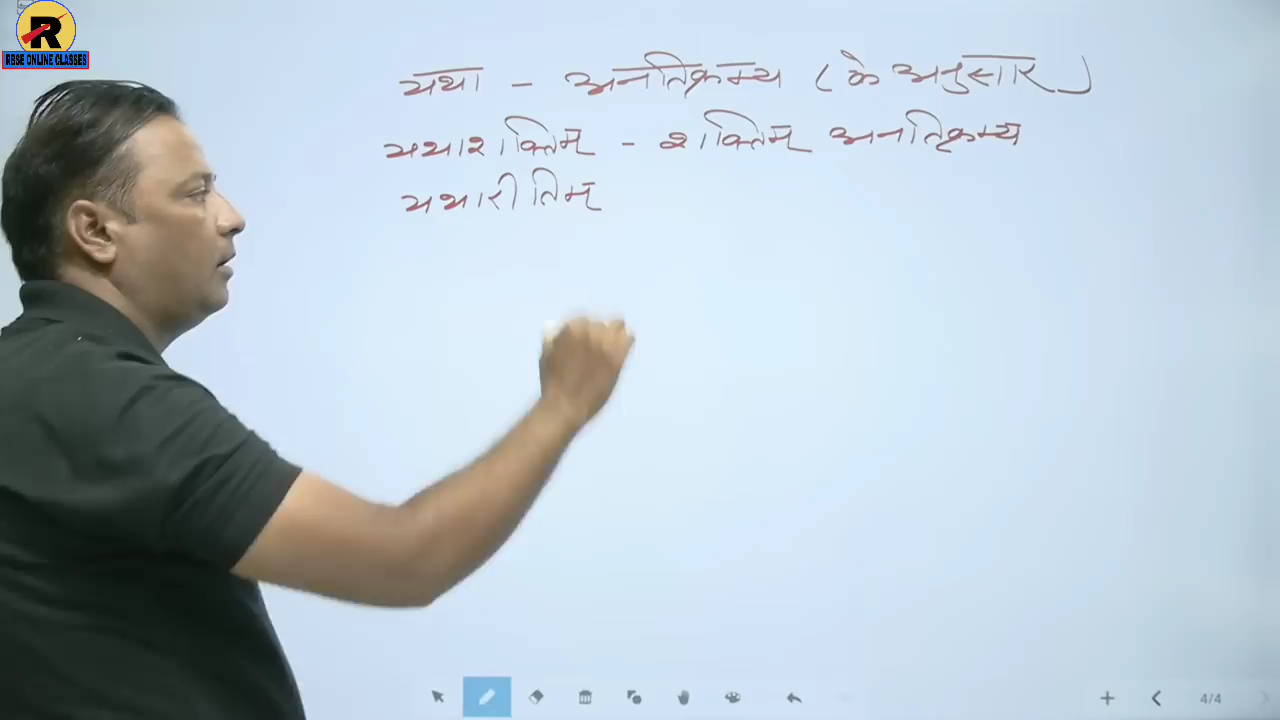 RBSE ONLINE CLASSES
यथा - अनतिक्रम्य (के अनुसार)
यथाशक्तिम् - शक्तिम् अनतिक्रम्य
यथारीतिम्
4/4